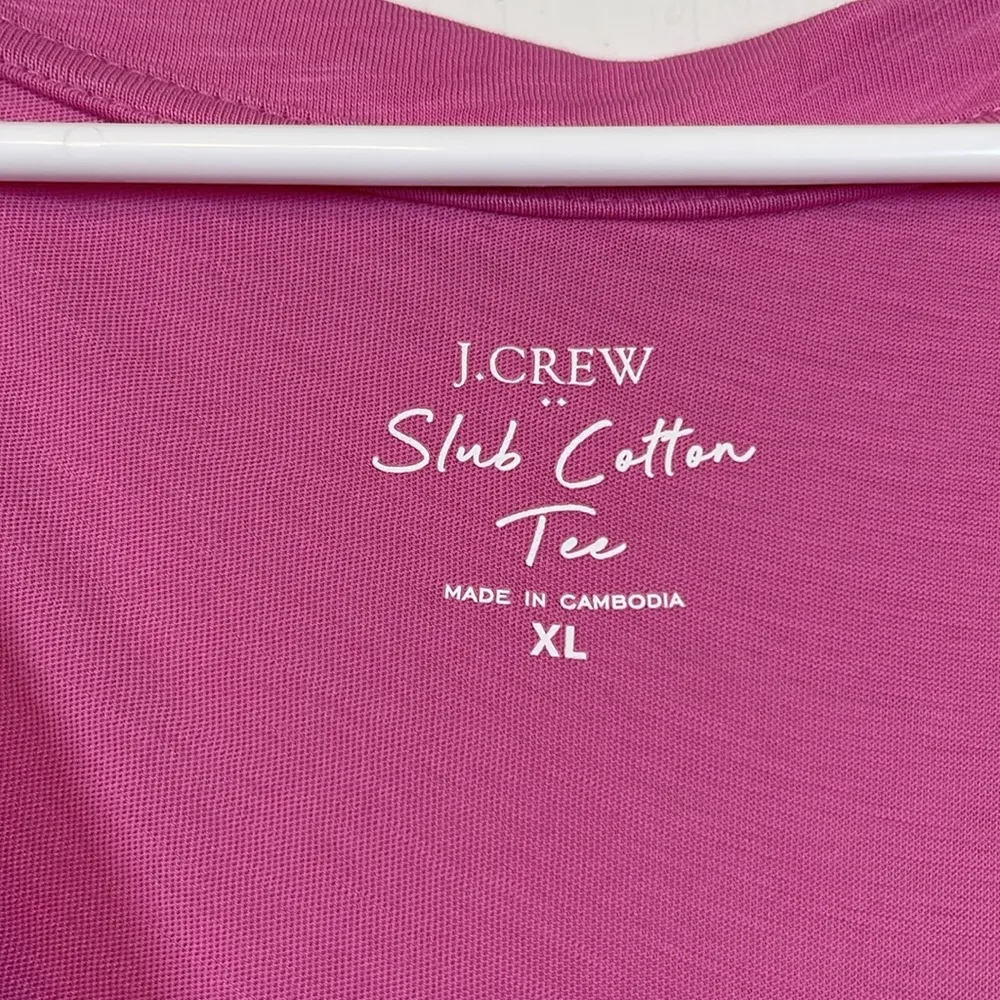 J.CREW
Slub Cotton
Tee
MADE IN CAMBODIA
XL